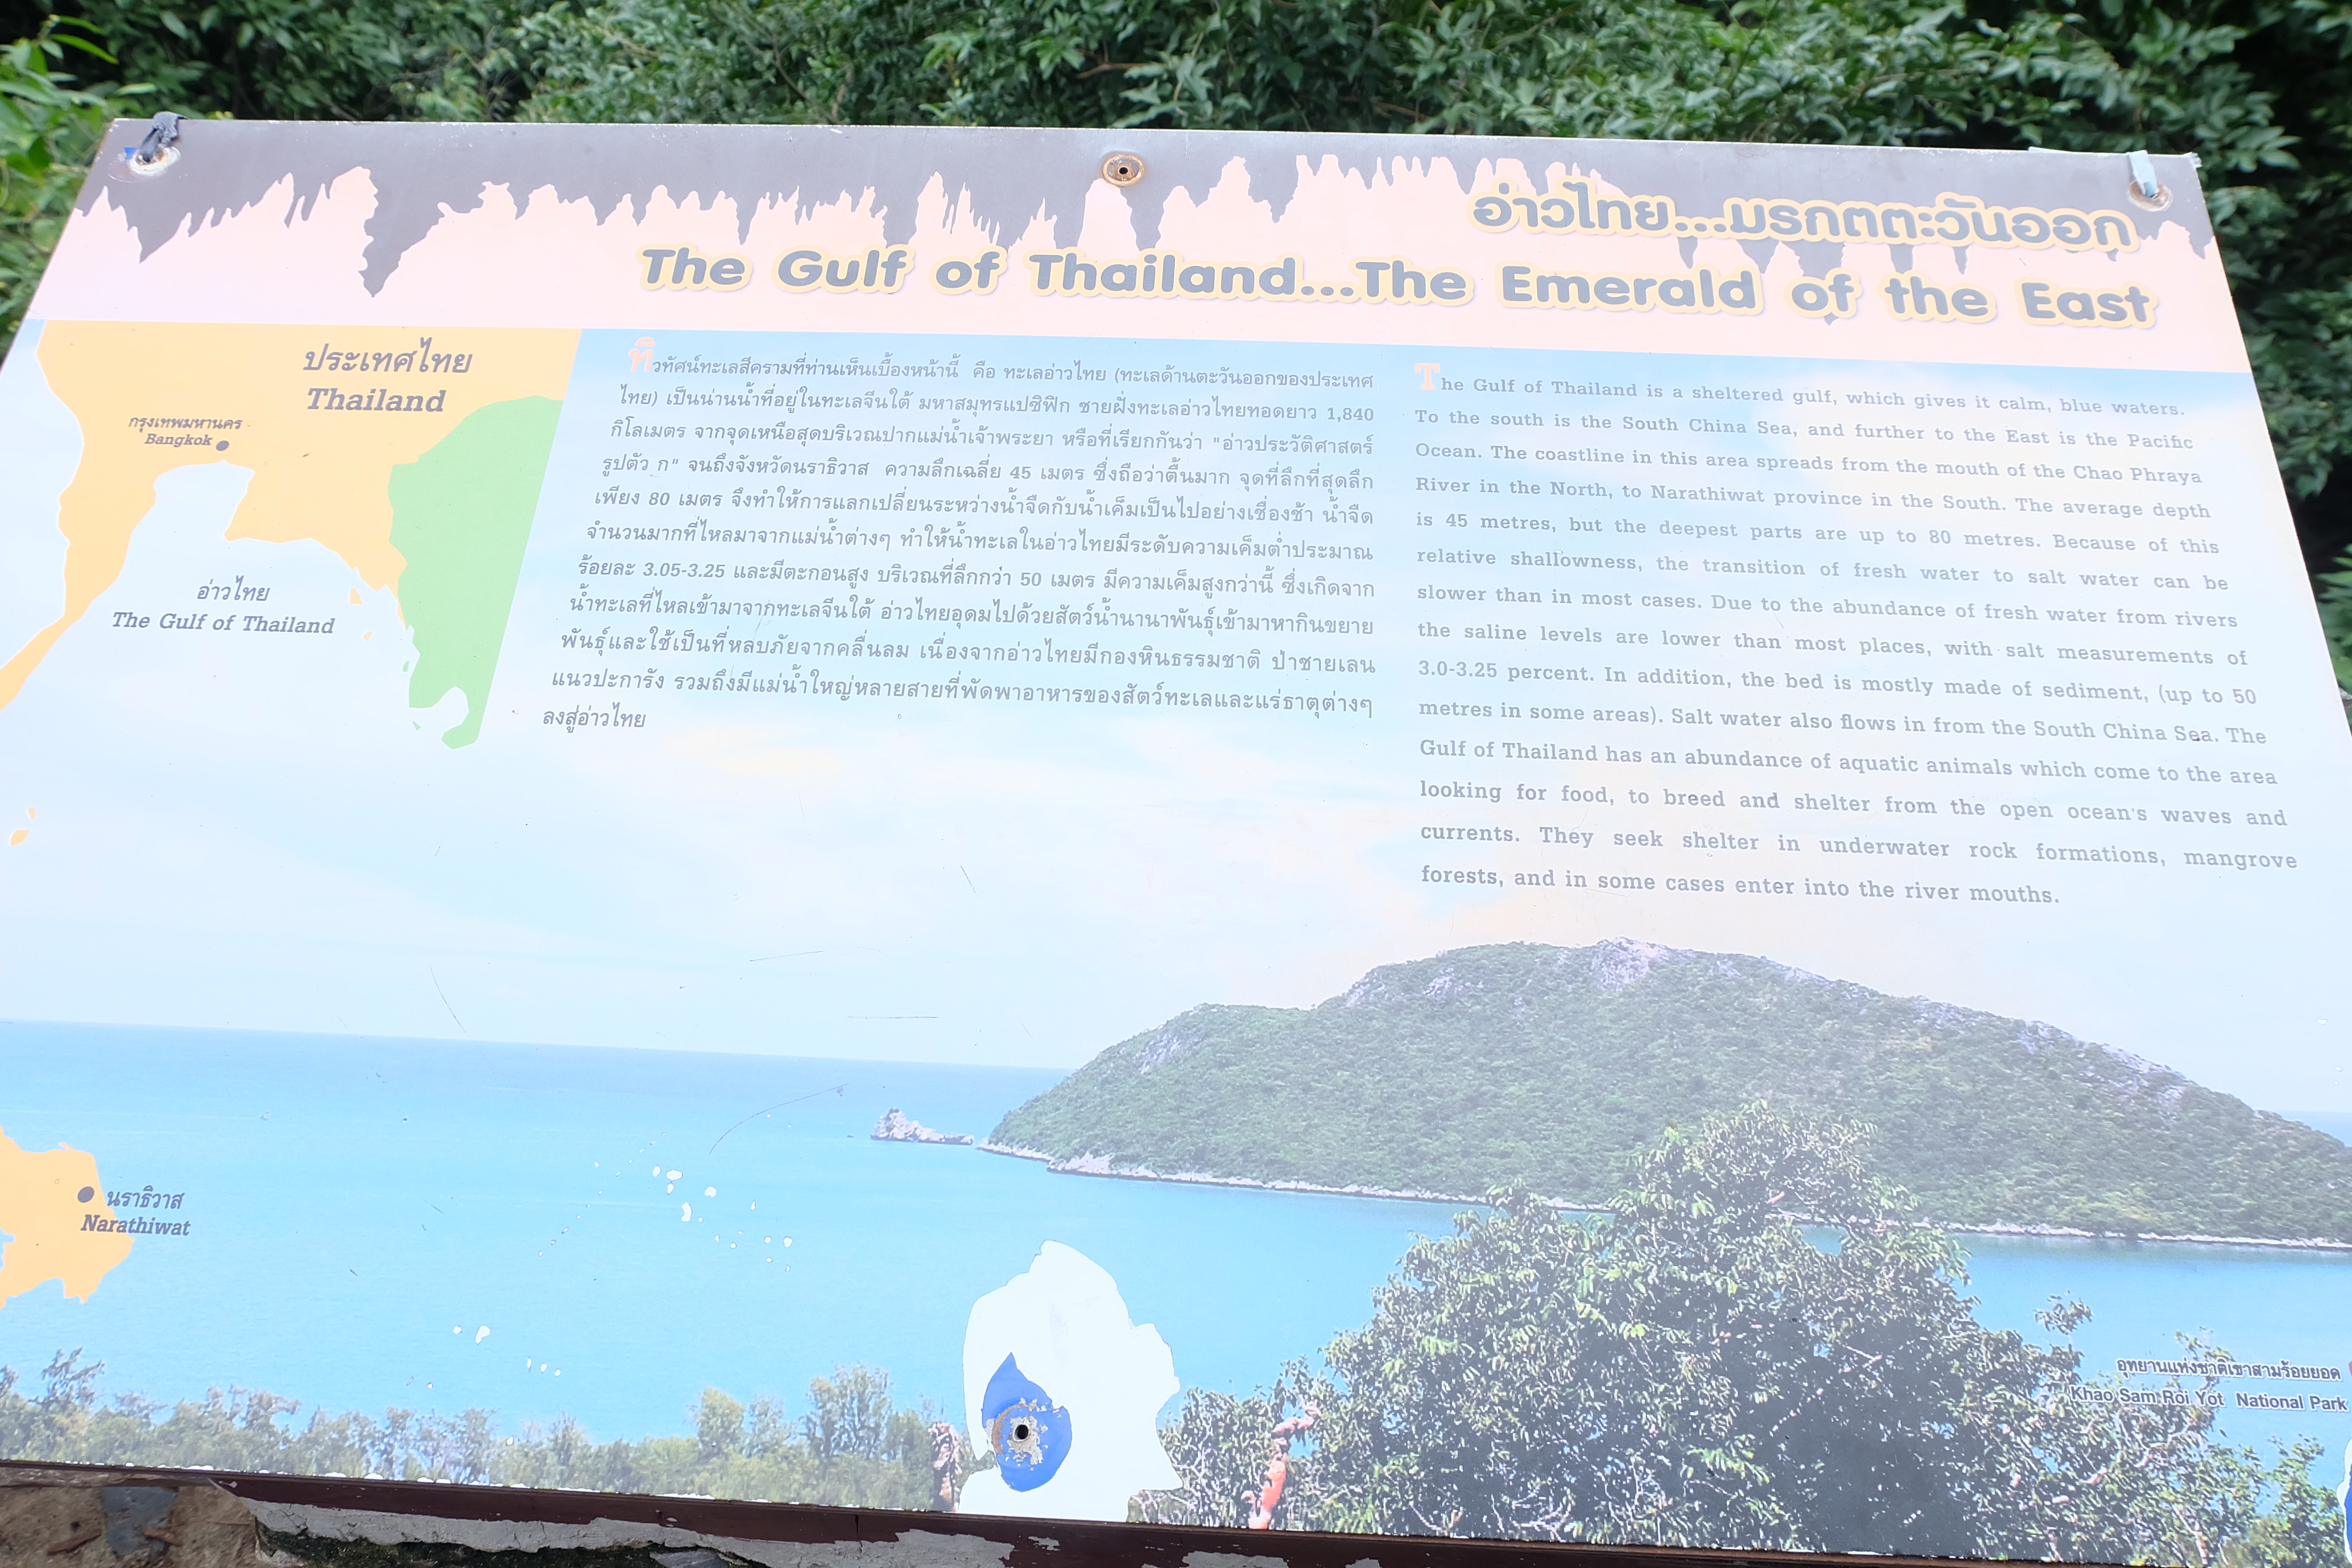 อ่าวไทย...มรกตตะวันออก
The Gulf of Thailand...The Emerald of the East
ประเทศไทย
Thailand
กรุงเทพมหานคร
Bangkok
อ่าวไทย
The Gulf of Thailand
นราธิวาส
Narathiwat
ทิวทัศน์ทะเลสีครามที่ท่านเห็นเบื้องหน้านี้ คือ ทะเลอ่าวไทย (ทะเลด้านตะวันออกของประเทศ
ไทย) เป็นน่านน้ำที่อยู่ในทะเลจีนใต้ มหาสมุทรแปซิฟิก ชายฝั่งทะเลอ่าวไทยทอดยาว 1,840
กิโลเมตร จากจุดเหนือสุดบริเวณปากแม่น้ำเจ้าพระยา หรือที่เรียกกันว่า "อ่าวประวัติศาสตร์
รูปตัว ก" จนถึงจังหวัดนราธิวาส ความลึกเฉลี่ย 45 เมตร ซึ่งถือว่าตื้นมาก จุดที่ลึกที่สุดลึก
เพียง 80 เมตร จึงทำให้การแลกเปลี่ยนระหว่างน้ำจืดกับน้ำเค็มเป็นไปอย่างเชื่องช้า น้ำจืด
จำนวนมากที่ไหลมาจากแม่น้ำต่างๆ ทำให้น้ำทะเลในอ่าวไทยมีระดับความเค็มต่ำประมาณ
ร้อยละ 3.05-3.25 และมีตะกอนสูง บริเวณที่ลึกกว่า 50 เมตร มีความเค็มสูงกว่านี้ ซึ่งเกิดจาก
น้ำทะเลที่ไหลเข้ามาจากทะเลจีนใต้ อ่าวไทยอุดมไปด้วยสัตว์น้ำนานาพันธุ์เข้ามาหากินขยาย
พันธุ์และใช้เป็นที่หลบภัยจากคลื่นลม เนื่องจากอ่าวไทยมีกองหินธรรมชาติ ป่าชายเลน
แนวปะการัง รวมถึงมีแม่น้ำใหญ่หลายสายที่พัดพาอาหารของสัตว์ทะเลและแร่ธาตุต่างๆ
ลงสู่อ่าวไทย
The Gulf of Thailand is a sheltered gulf, which gives it calm, blue waters.
To the south is the South China Sea, and further to the East is the Pacific
Ocean. The coastline in this area spreads from the mouth of the Chao Phraya
River in the North, to Narathiwat province in the South. The average depth
is 45 metres, but the deepest parts are up to 80 metres. Because of this
relative shallowness, the transition of fresh water to salt water can be
slower than in most cases. Due to the abundance of fresh water from rivers
the saline levels are lower than most places, with salt measurements of
3.0-3.25 percent. In addition, the bed is mostly made of sediment, (up to 50
metres in some areas). Salt water also flows in from the South China Sea. The
Gulf of Thailand has an abundance of aquatic animals which come to the area
looking for food, to breed and shelter from the open ocean's waves and
currents. They seek shelter in underwater rock formations, mangrove
forests, and in some cases enter into the river mouths.
อุทยานแห่งชาติเขาสามร้อยยอด
Khao Sam Roi Yot National Park